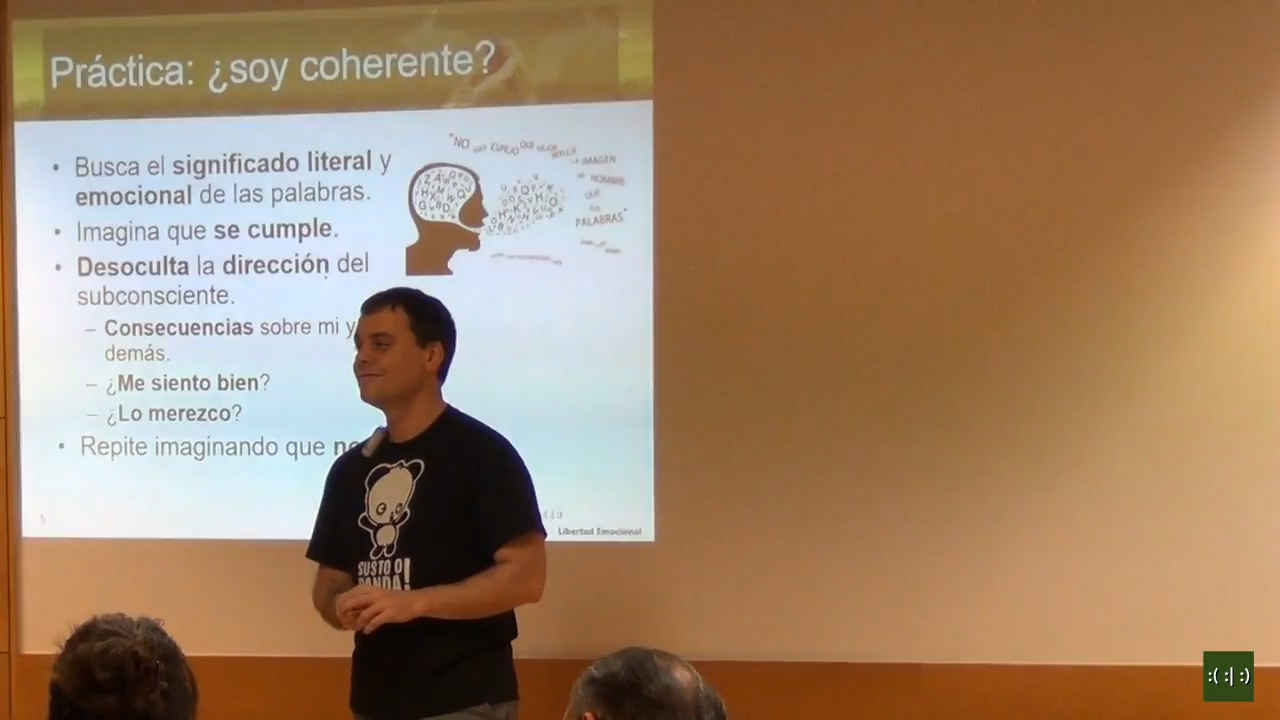 Práctica: ¿soy coherente?
• Busca el significado literal y
emocional de las palabras.
• Imagina que se cumple.
• Desoculta la dirección del
subconsciente.
– Consecuencias sobre mi y
demás.
– ¿Me siento bien?
– ¿Lo merezco?
• Repite imaginando que
"NO
ESPEJO QUE
IMAGEN
HOMBRE
QUE
PALABRAS"
5
Libertad Emocional
SUSTO O
PANDA!
:( :| :)